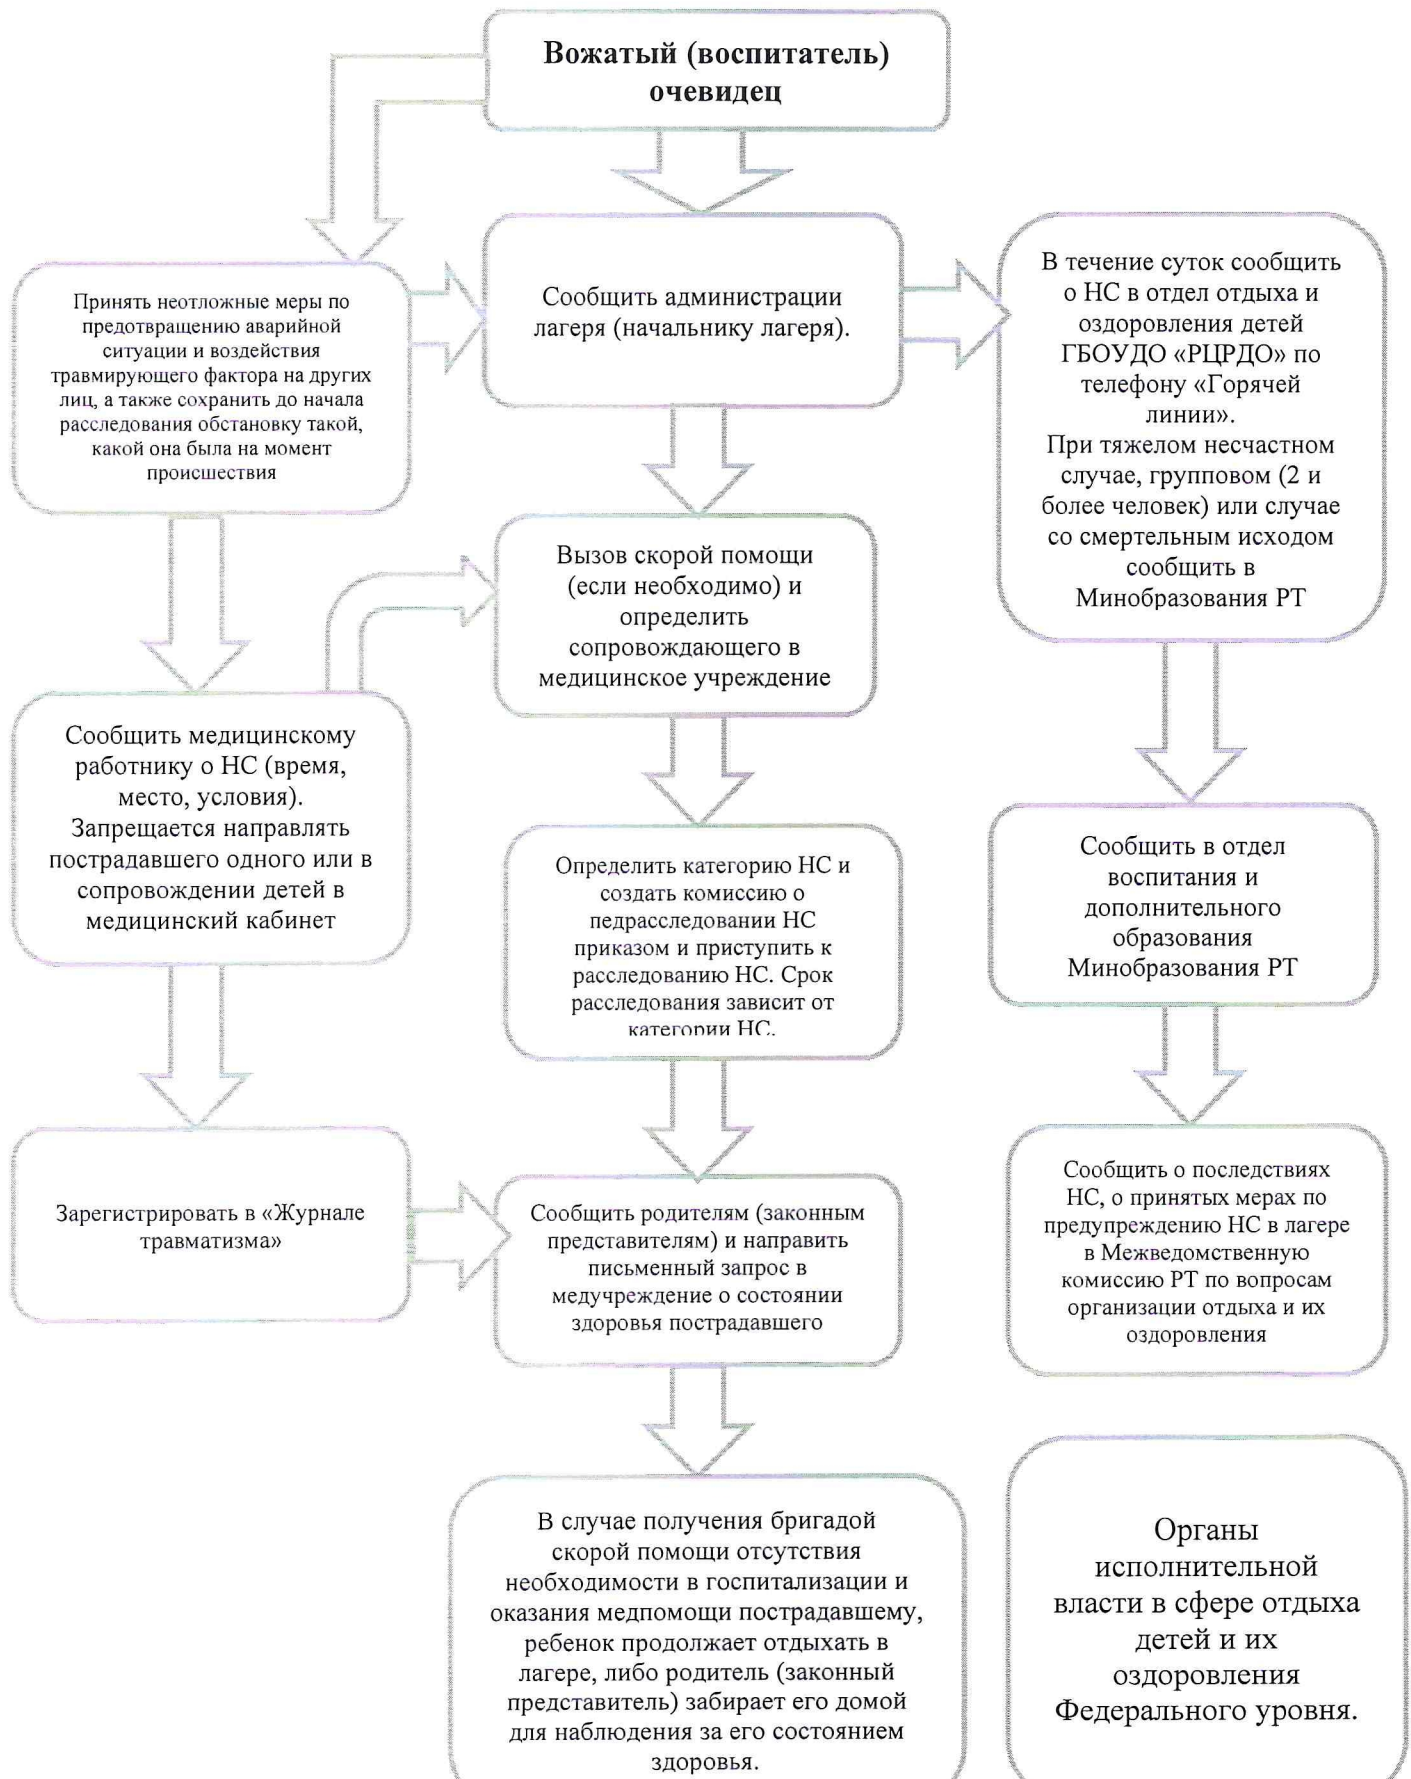 Вожатый (воспитатель)
очевидец
Принять неотложные меры по
предотвращению аварийной
ситуации и воздействия
травмирующего фактора на других
лиц, а также сохранить до начала
расследования обстановку такой,
какой она была на момент
происшествия
Сообщить администрации
лагеря (начальнику лагеря).
В течение суток сообщить
о НС в отдел отдыха и
оздоровления детей
ГБОУДО «РЦРДО» по
телефону «Горячей
линии».
При тяжелом несчастном
случае, групповом (2 и
более человек) или случае
со смертельным исходом
сообщить в
Минобразования РТ
Вызов скорой помощи
(если необходимо) и
определить
сопровождающего в
медицинское учреждение
Сообщить медицинскому
работнику о НС (время,
место, условия).
Запрещается направлять
пострадавшего одного или в
сопровождении детей в
медицинский кабинет
Определить категорию НС и
создать комиссию о
педрасследовании НС
приказом и приступить к
расследованию НС. Срок
расследования зависит от
категории НС.
Сообщить в отдел
воспитания и
дополнительного
образования
Минобразования РТ
Зарегистрировать в «Журнале
травматизма»
Сообщить родителям (законным
представителям) и направить
письменный запрос в
медучреждение о состоянии
здоровья пострадавшего
Сообщить о последствиях
НС, о принятых мерах по
предупреждению НС в лагере
в Межведомственную
комиссию РТ по вопросам
организации отдыха и их
оздоровления
В случае получения бригадой
скорой помощи отсутствия
необходимости в госпитализации и
оказания медпомощи пострадавшему,
ребенок продолжает отдыхать в
лагере, либо родитель (законный
представитель) забирает его домой
для наблюдения за его состоянием
здоровья.
Органы
исполнительной
власти в сфере отдыха
детей и их
оздоровления
Федерального уровня.